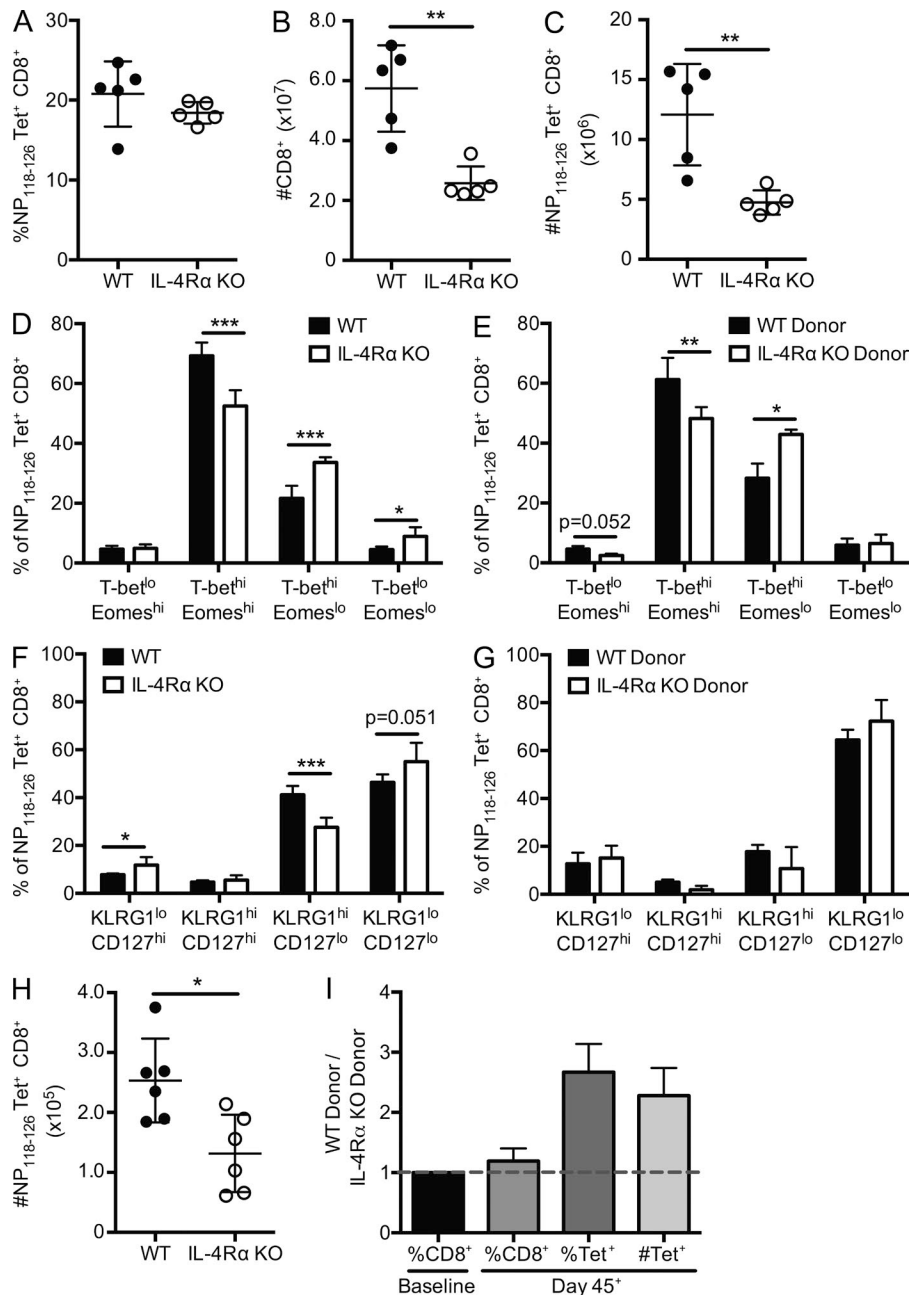 A
%NP118-126 Tet+ CD8+
30
20
10
0
WT
IL-4Rα KO
B
#CD8+ (x10⁷)
8.0
6.0
4.0
2.0
0
**
WT
IL-4Rα KO
C
#NP118-126 Tet+ CD8+
(x10⁶)
20
15
10
5
0
**
WT
IL-4Rα KO
D
% of NP118-126 Tet+ CD8+
80
60
40
20
0
WT
IL-4Rα KO
***
***
*
T-betlo
Eomeshi
T-bethi
Eomeshi
T-bethi
Eomeslo
T-betlo
Eomeslo
E
% of NP118-126 Tet+ CD8+
80
60
40
20
0
WT Donor
IL-4Rα KO Donor
p=0.052
**
*
T-betlo
Eomeshi
T-bethi
Eomeshi
T-bethi
Eomeslo
T-betlo
Eomeslo
F
% of NP118-126 Tet+ CD8+
100
80
60
40
20
0
WT
IL-4Rα KO
*
***
p=0.051
KLRG1lo
CD127hi
KLRG1hi
CD127hi
KLRG1hi
CD127lo
KLRG1lo
CD127lo
G
% of NP118-126 Tet+ CD8+
100
80
60
40
20
0
WT Donor
IL-4Rα KO Donor
KLRG1lo
CD127hi
KLRG1hi
CD127hi
KLRG1hi
CD127lo
KLRG1lo
CD127lo
H
#NP118-126 Tet+ CD8+
(x10⁵)
4.0
3.0
2.0
1.0
0
*
WT
IL-4Rα KO
I
WT Donor /
IL-4Rα KO Donor
4
3
2
1
0
%CD8+
%CD8+
%Tet+
#Tet+
Baseline
Day 45+